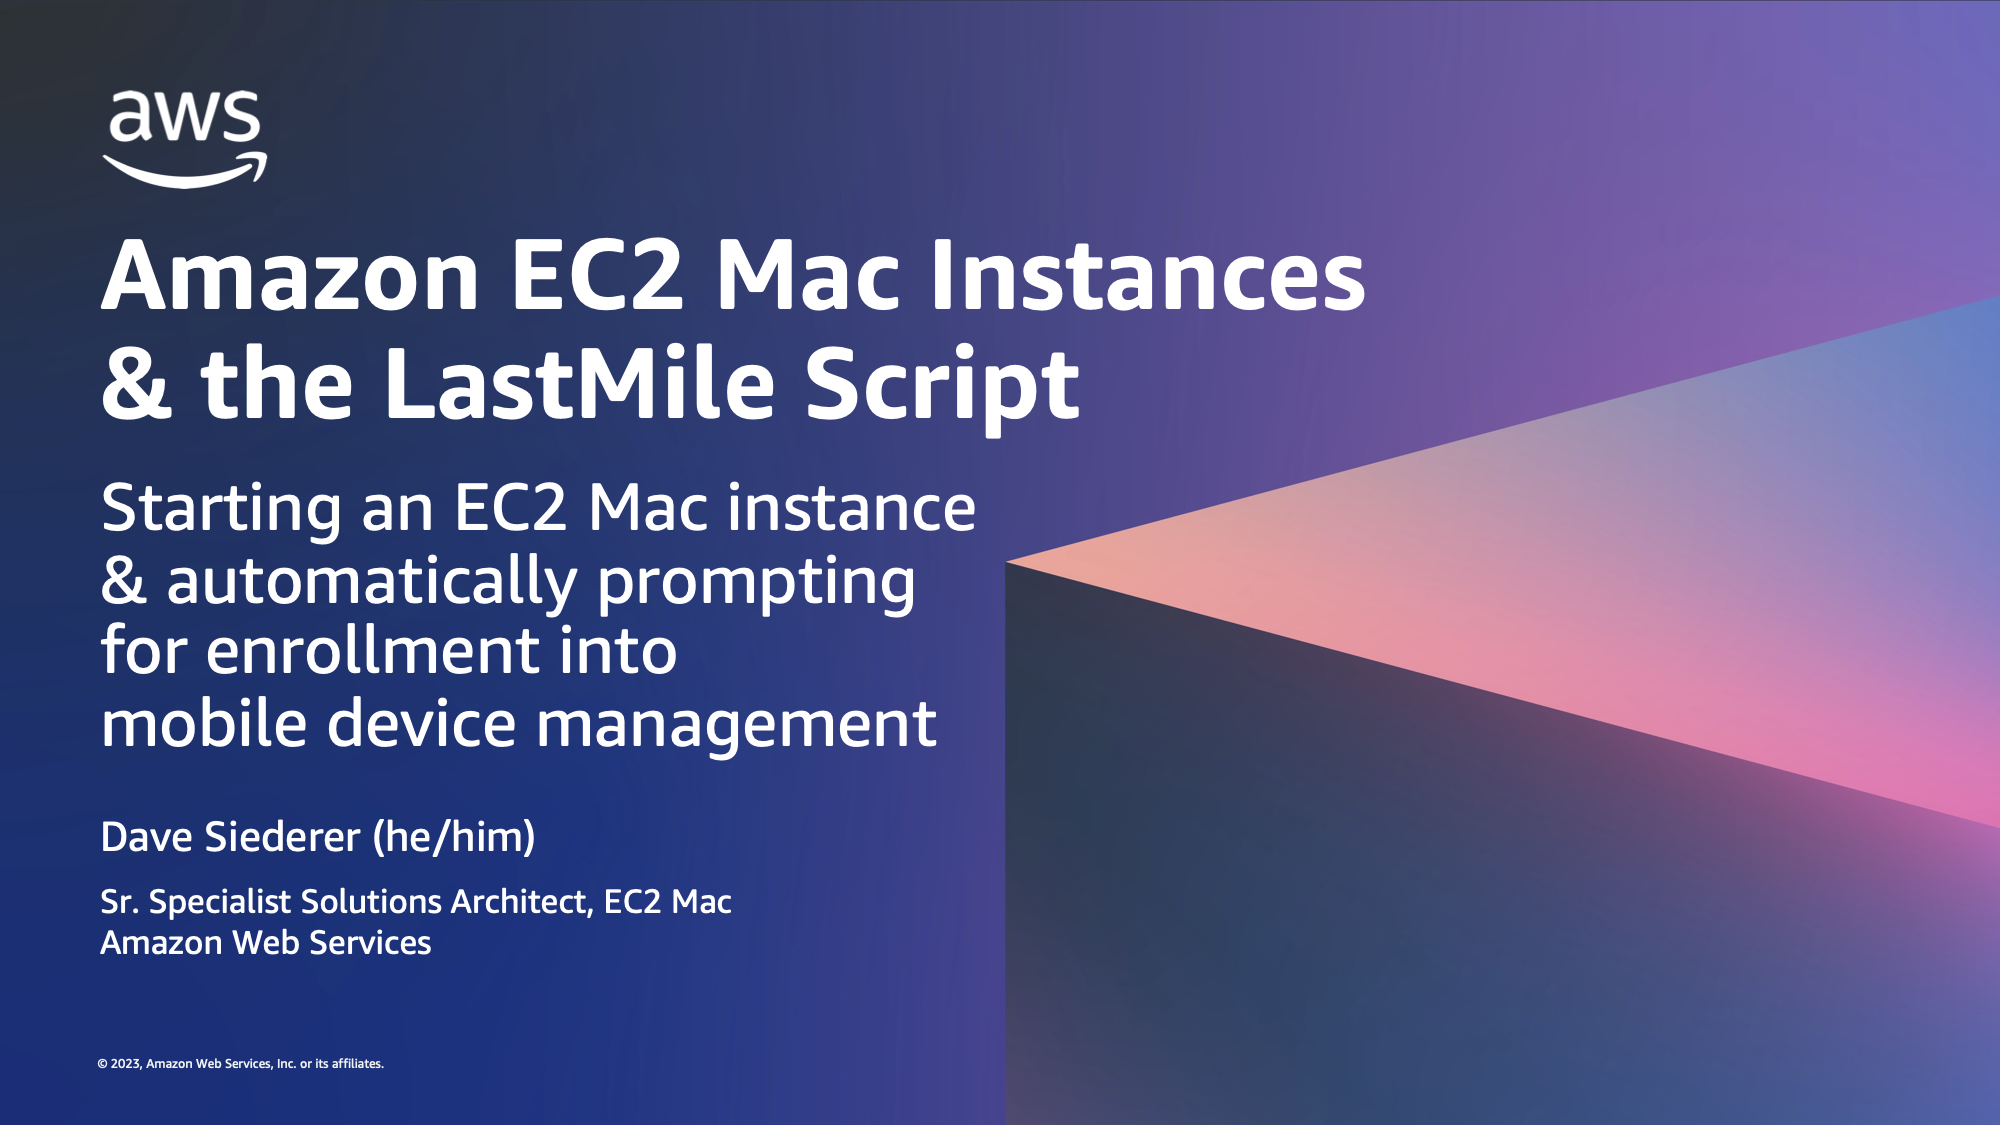 aws
Amazon EC2 Mac Instances
& the LastMile Script
Starting an EC2 Mac instance
& automatically prompting
for enrollment into
mobile device management
Dave Siederer (he/him)
Sr. Specialist Solutions Architect, EC2 Mac
Amazon Web Services
© 2023, Amazon Web Services, Inc. or its affiliates.